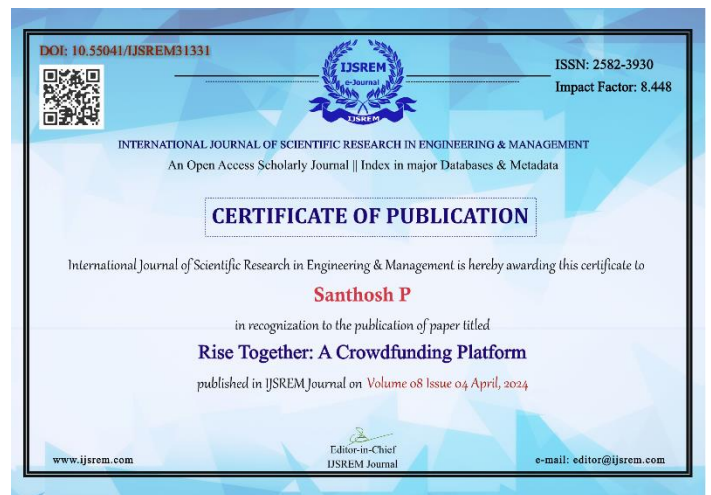 DOI: 10.55041/IJSREM31331
IJSREM
e-Journal
IJSREM
ISSN: 2582-3930
Impact Factor: 8.448
INTERNATIONAL JOURNAL OF SCIENTIFIC RESEARCH IN ENGINEERING & MANAGEMENT
An Open Access Scholarly Journal || Index in major Databases & Metadata
CERTIFICATE OF PUBLICATION
International Journal of Scientific Research in Engineering & Management is hereby awarding this certificate to
Santhosh P
in recognization to the publication of paper titled
Rise Together: A Crowdfunding Platform
published in IJSREM Journal on Volume 08 Issue 04 April, 2024
Editor-in-Chief
IJSREM Journal
www.ijsrem.com
e-mail: editor@ijsrem.com